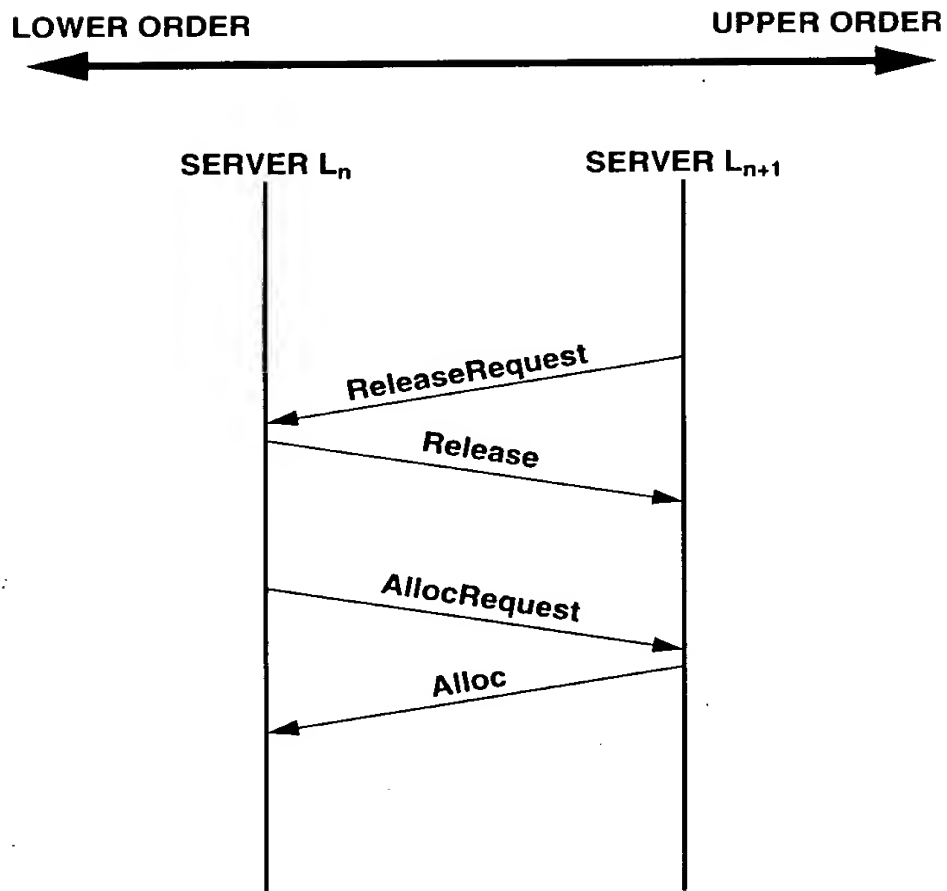 LOWER ORDER
UPPER ORDER
SERVER Lₙ
SERVER Lₙ₊₁
ReleaseRequest
Release
AllocRequest
Alloc